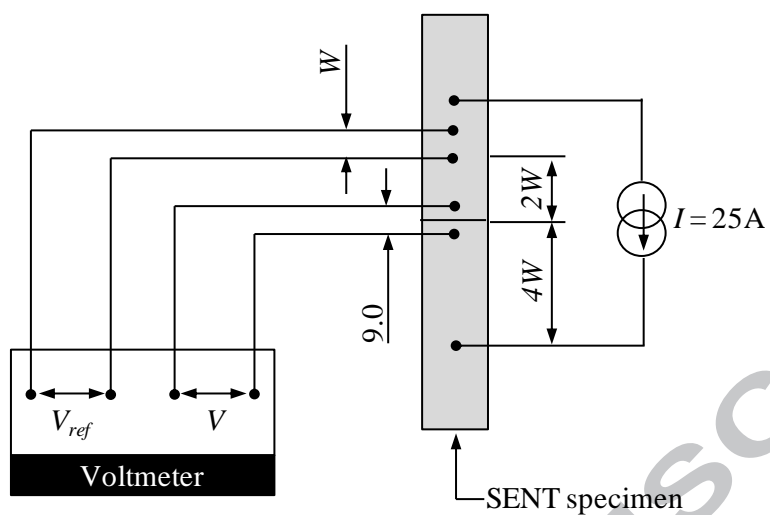 W
2W
I = 25A
4W
9.0
V_ref
V
Voltmeter
SENT specimen